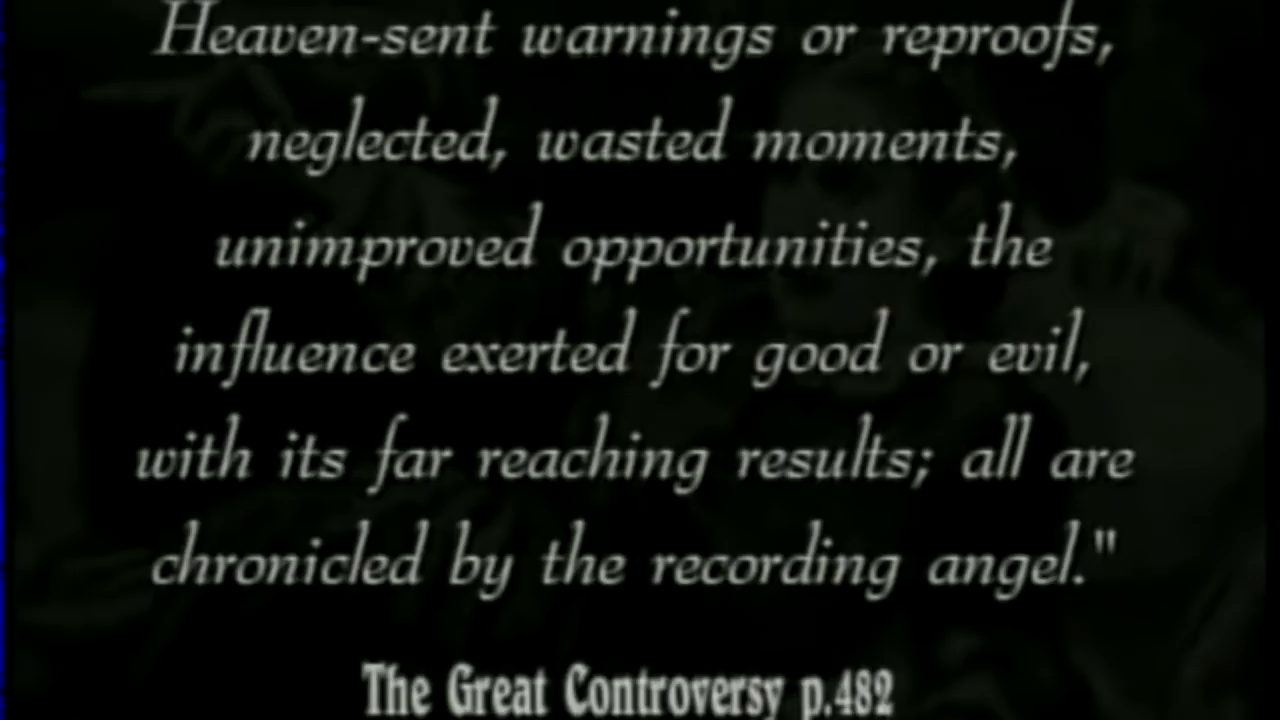 Heaven-sent warnings or reproofs,
neglected, wasted moments,
unimproved opportunities, the
influence exerted for good or evil,
with its far reaching results; all are
chronicled by the recording angel."
The Great Controversy p.482